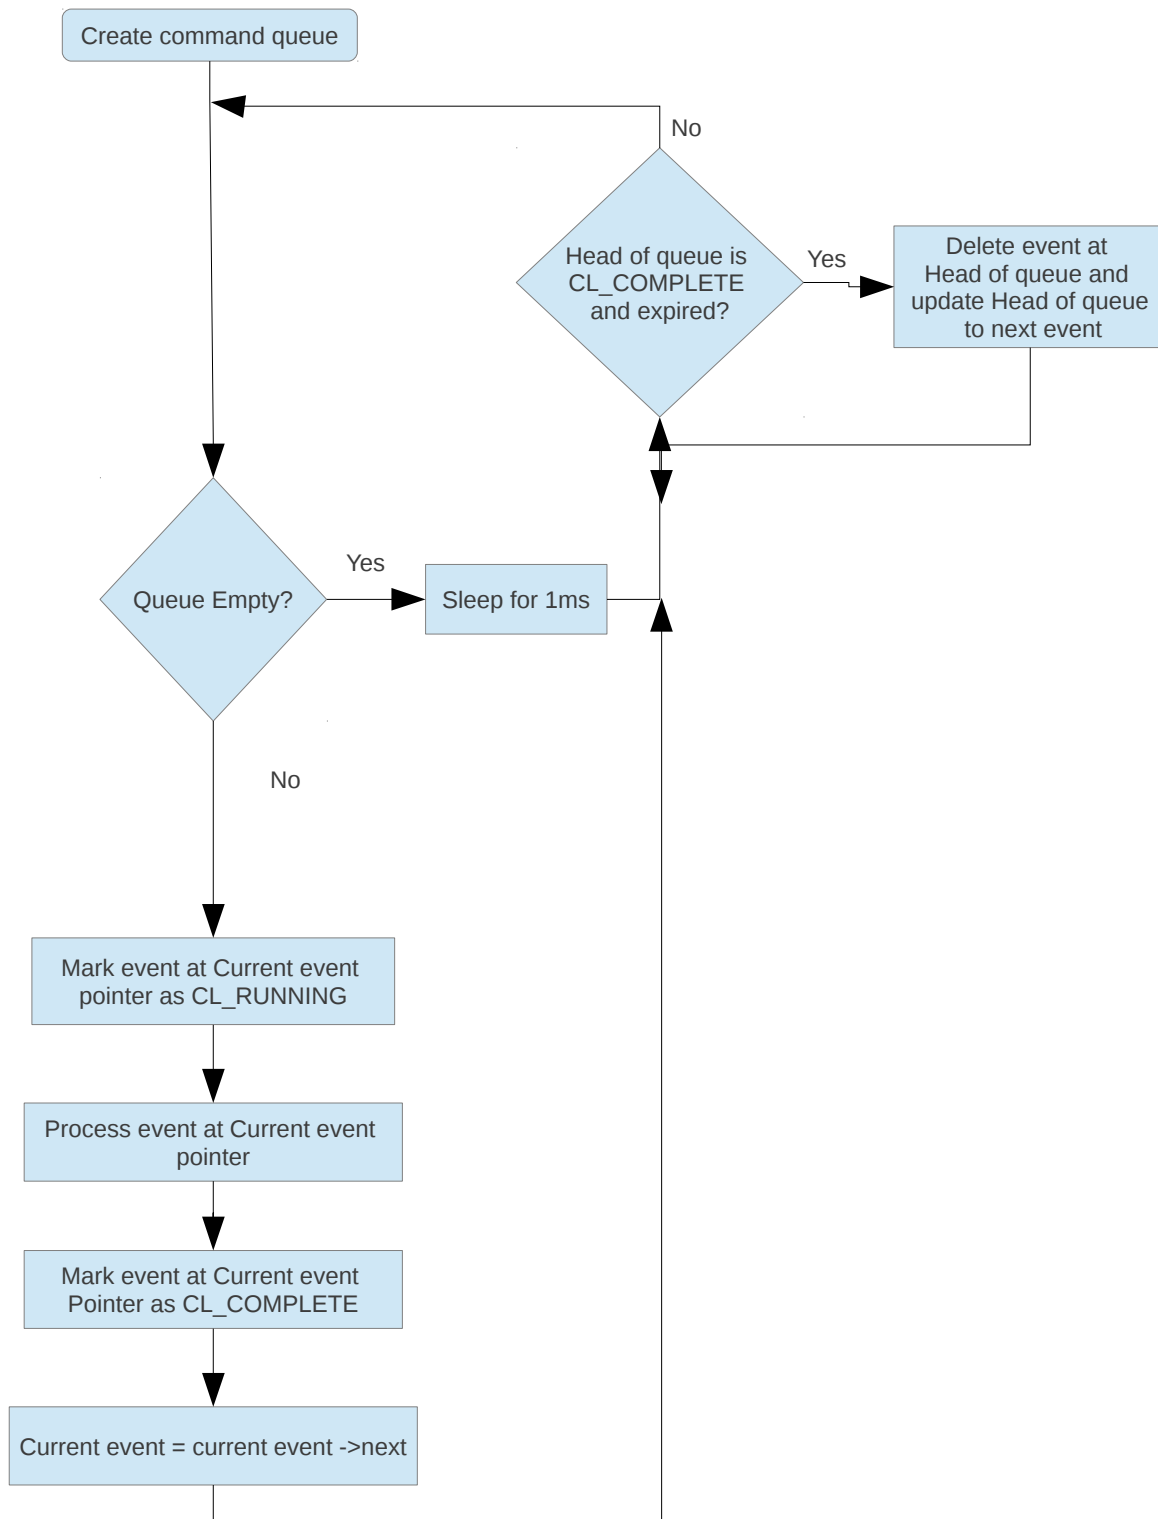 Create command queue
No
Head of queue is
CL_COMPLETE
and expired?
Yes
Delete event at
Head of queue and
update Head of queue
to next event
Queue Empty?
Yes
Sleep for 1ms
No
Mark event at Current event
pointer as CL_RUNNING
Process event at Current event
pointer
Mark event at Current event
Pointer as CL_COMPLETE
Current event = current event ->next